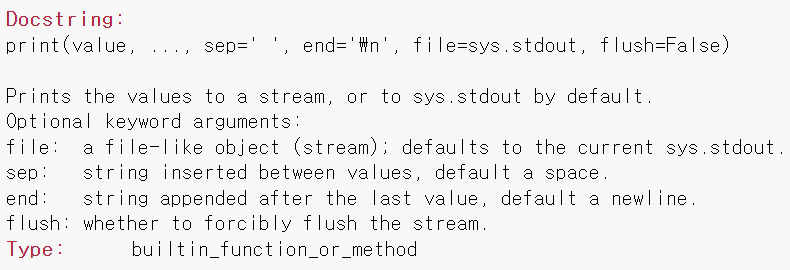 Docstring:
print(value, ..., sep=' ', end='₩n', file=sys.stdout, flush=False)
Prints the values to a stream, or to sys.stdout by default.
Optional keyword arguments:
file:  a file-like object (stream); defaults to the current sys.stdout.
sep:   string inserted between values, default a space.
end:   string appended after the last value, default a newline.
flush: whether to forcibly flush the stream.
Type:      builtin_function_or_method